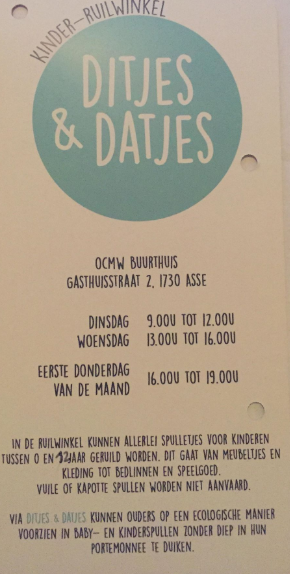 KINDER-RUILWINKEL
DITJES
& DATJES
OCMW BUURTHUIS
GASTHUISSTRAAT 2, 1730 ASSE
DINSDAG 9.00U TOT 12.00U
WOENSDAG 13.00U TOT 16.00U
EERSTE DONDERDAG
VAN DE MAAND 16.00U TOT 19.00U
IN DE RUILWINKEL KUNNEN ALLERLEI SPULLETJES VOOR KINDEREN
TUSSEN 0 EN 12JAAR GERUILD WORDEN. DIT GAAT VAN MEUBELTJES EN
KLEDING TOT BEDLINNEN EN SPEELGOED.
VUILE OF KAPOTTE SPULLEN WORDEN NIET AANVAARD.
VIA DITJES & DATJES KUNNEN OUDERS OP EEN ECOLOGISCHE MANIER
VOORZIEN IN BABY- EN KINDERSPULLEN ZONDER DIEP IN HUN
PORTEMONNEE TE DUIKEN.